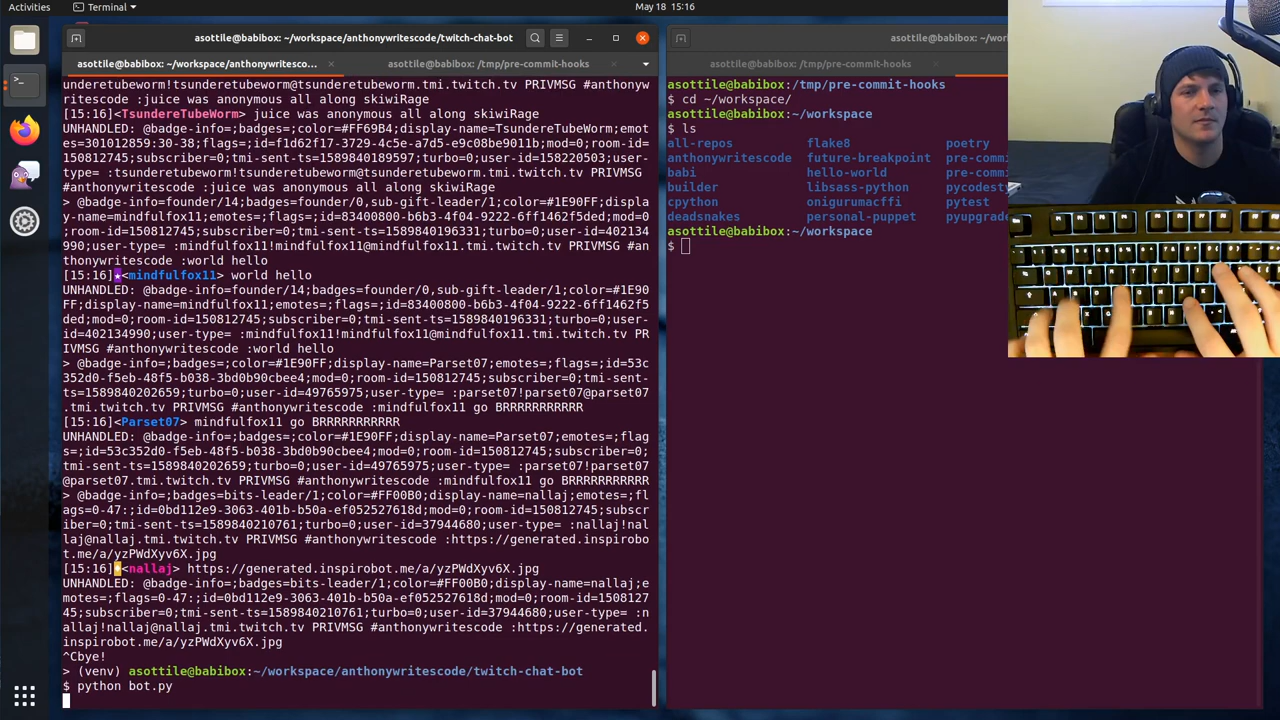 Activities
Terminal
May 18 15:16
asottile@babibox: ~/workspace/anthonywritescode/twitch-chat-bot
asottile@babibox: ~/workspace/anthonywritesco...
asottile@babibox: /tmp/pre-commit-hooks
underetubeworm!tsunderetubeworm@tsunderetubeworm.tmi.twitch.tv PRIVMSG #anthonyw
ritescode :juice was anonymous all along skiwiRage
[15:16]<TsundereTubeWorm> juice was anonymous all along skiwiRage
UNHANDLED: @badge-info=;badges=;color=#FF69B4;display-name=TsundereTubeWorm;emot
es=301012859:30-38;flags=;id=f1d62f17-3729-4c5e-a7d5-e9c08be9011b;mod=0;room-id=
150812745;subscriber=0;tmi-sent-ts=1589840189597;turbo=0;user-id=158220503;user-
type= :tsunderetubeworm!tsunderetubeworm@tsunderetubeworm.tmi.twitch.tv PRIVMSG
#anthonywritescode :juice was anonymous all along skiwiRage
> @badge-info=founder/14;badges=founder/0,sub-gift-leader/1;color=#1E90FF;displa
y-name=mindfulfox11;emotes=;flags=;id=83400800-b6b3-4f04-9222-6ff1462f5ded;mod=0
;room-id=150812745;subscriber=0;tmi-sent-ts=1589840196331;turbo=0;user-id=402134
990;user-type= :mindfulfox11!mindfulfox11@mindfulfox11.tmi.twitch.tv PRIVMSG #an
thonywritescode :world hello
[15:16]★<mindfulfox11> world hello
UNHANDLED: @badge-info=founder/14;badges=founder/0,sub-gift-leader/1;color=#1E90
FF;display-name=mindfulfox11;emotes=;flags=;id=83400800-b6b3-4f04-9222-6ff1462f5
ded;mod=0;room-id=150812745;subscriber=0;tmi-sent-ts=1589840196331;turbo=0;user-
id=402134990;user-type= :mindfulfox11!mindfulfox11@mindfulfox11.tmi.twitch.tv PR
IVMSG #anthonywritescode :world hello
> @badge-info=;badges=;color=#1E90FF;display-name=Parset07;emotes=;flags=;id=53c
352d0-f5eb-48f5-b038-3bd0b90cbee4;mod=0;room-id=150812745;subscriber=0;tmi-sent-
ts=1589840202659;turbo=0;user-id=49765975;user-type= :parset07!parset07@parset07
.tmi.twitch.tv PRIVMSG #anthonywritescode :mindfulfox11 go BRRRRRRRRRRR
[15:16]<Parset07> mindfulfox11 go BRRRRRRRRRRR
UNHANDLED: @badge-info=;badges=;color=#1E90FF;display-name=Parset07;emotes=;flag
s=;id=53c352d0-f5eb-48f5-b038-3bd0b90cbee4;mod=0;room-id=150812745;subscriber=0;
tmi-sent-ts=1589840202659;turbo=0;user-id=49765975;user-type= :parset07!parset07
@parset07.tmi.twitch.tv PRIVMSG #anthonywritescode :mindfulfox11 go BRRRRRRRRRRR
> @badge-info=;badges=bits-leader/1;color=#FF00B0;display-name=nallaj;emotes=;fl
ags=0-47:;id=0bd112e9-3063-401b-b50a-ef052527618d;mod=0;room-id=150812745;subscr
iber=0;tmi-sent-ts=1589840210761;turbo=0;user-id=37944680;user-type= :nallaj!nal
laj@nallaj.tmi.twitch.tv PRIVMSG #anthonywritescode :https://generated.inspirobo
t.me/a/yzPWdXyv6X.jpg
[15:16]<nallaj> https://generated.inspirobot.me/a/yzPWdXyv6X.jpg
UNHANDLED: @badge-info=;badges=bits-leader/1;color=#FF00B0;display-name=nallaj;e
motes=;flags=0-47:;id=0bd112e9-3063-401b-b50a-ef052527618d;mod=0;room-id=1508127
45;subscriber=0;tmi-sent-ts=1589840210761;turbo=0;user-id=37944680;user-type= :n
allaj!nallaj@nallaj.tmi.twitch.tv PRIVMSG #anthonywritescode :https://generated.
inspirobot.me/a/yzPWdXyv6X.jpg
^Cbye!
> (venv) asottile@babibox:~/workspace/anthonywritescode/twitch-chat-bot
$ python bot.py
asottile@babibox: ~/wo
asottile@babibox: /tmp/pre-commit-hooks
asottile@babibox:/tmp/pre-commit-hooks
$ cd ~/workspace/
asottile@babibox:~/workspace
$ ls
all-repos flake8 poetry
anthonywritescode future-breakpoint pre-commi
babi hello-world pre-commi
builder libsass-python pycodesty
cpython onigurumacffi pytest
deadsnakes personal-puppet pyupgrade
asottile@babibox:~/workspace
$